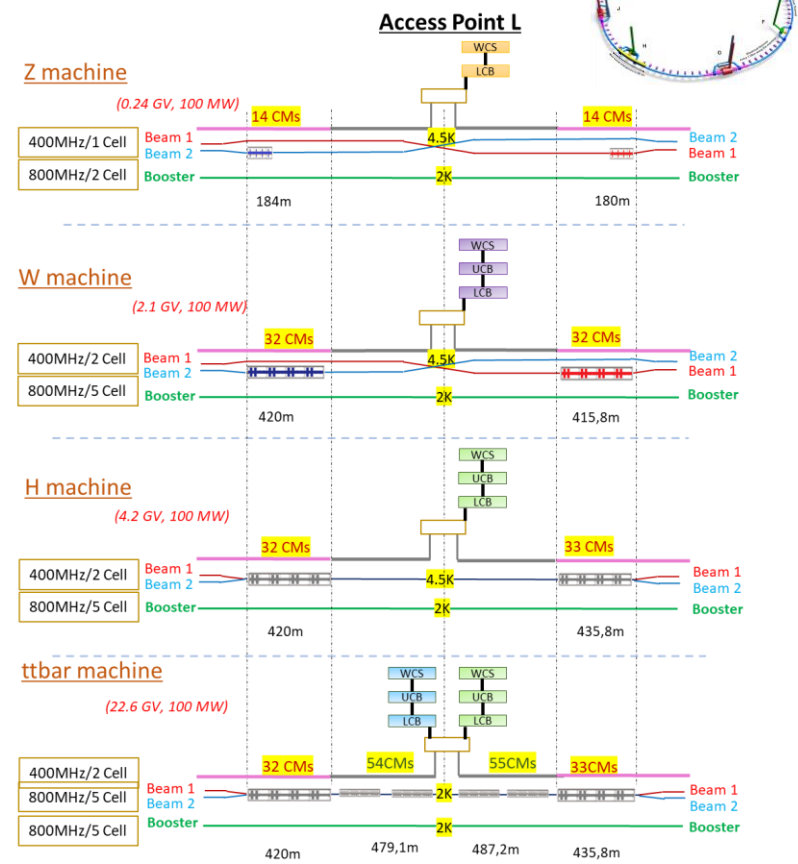 Access Point L
WCS
LCB
Z machine
(0.24 GV, 100 MW)
14 CMs
14 CMs
400MHz/1 Cell
Beam 1
4.5K
Beam 2
Beam 2
Beam 1
800MHz/2 Cell
Booster
2K
Booster
184m
180m
WCS
UCB
LCB
W machine
(2.1 GV, 100 MW)
32 CMs
32 CMs
400MHz/2 Cell
Beam 1
4.5K
Beam 2
Beam 2
Beam 1
800MHz/5 Cell
Booster
2K
Booster
420m
415,8m
WCS
UCB
LCB
H machine
(4.2 GV, 100 MW)
32 CMs
33 CMs
400MHz/2 Cell
Beam 1
4.5K
Beam 1
Beam 2
Beam 2
800MHz/5 Cell
Booster
2K
Booster
420m
435,8m
ttbar machine
WCS
WCS
UCB
UCB
LCB
LCB
(22.6 GV, 100 MW)
32 CMs
54CMs
55CMs
33CMs
400MHz/2 Cell
800MHz/5 Cell
Beam 1
2K
Beam 1
Beam 2
Beam 2
800MHz/5 Cell
Booster
2K
Booster
420m
479,1m
487,2m
435,8m